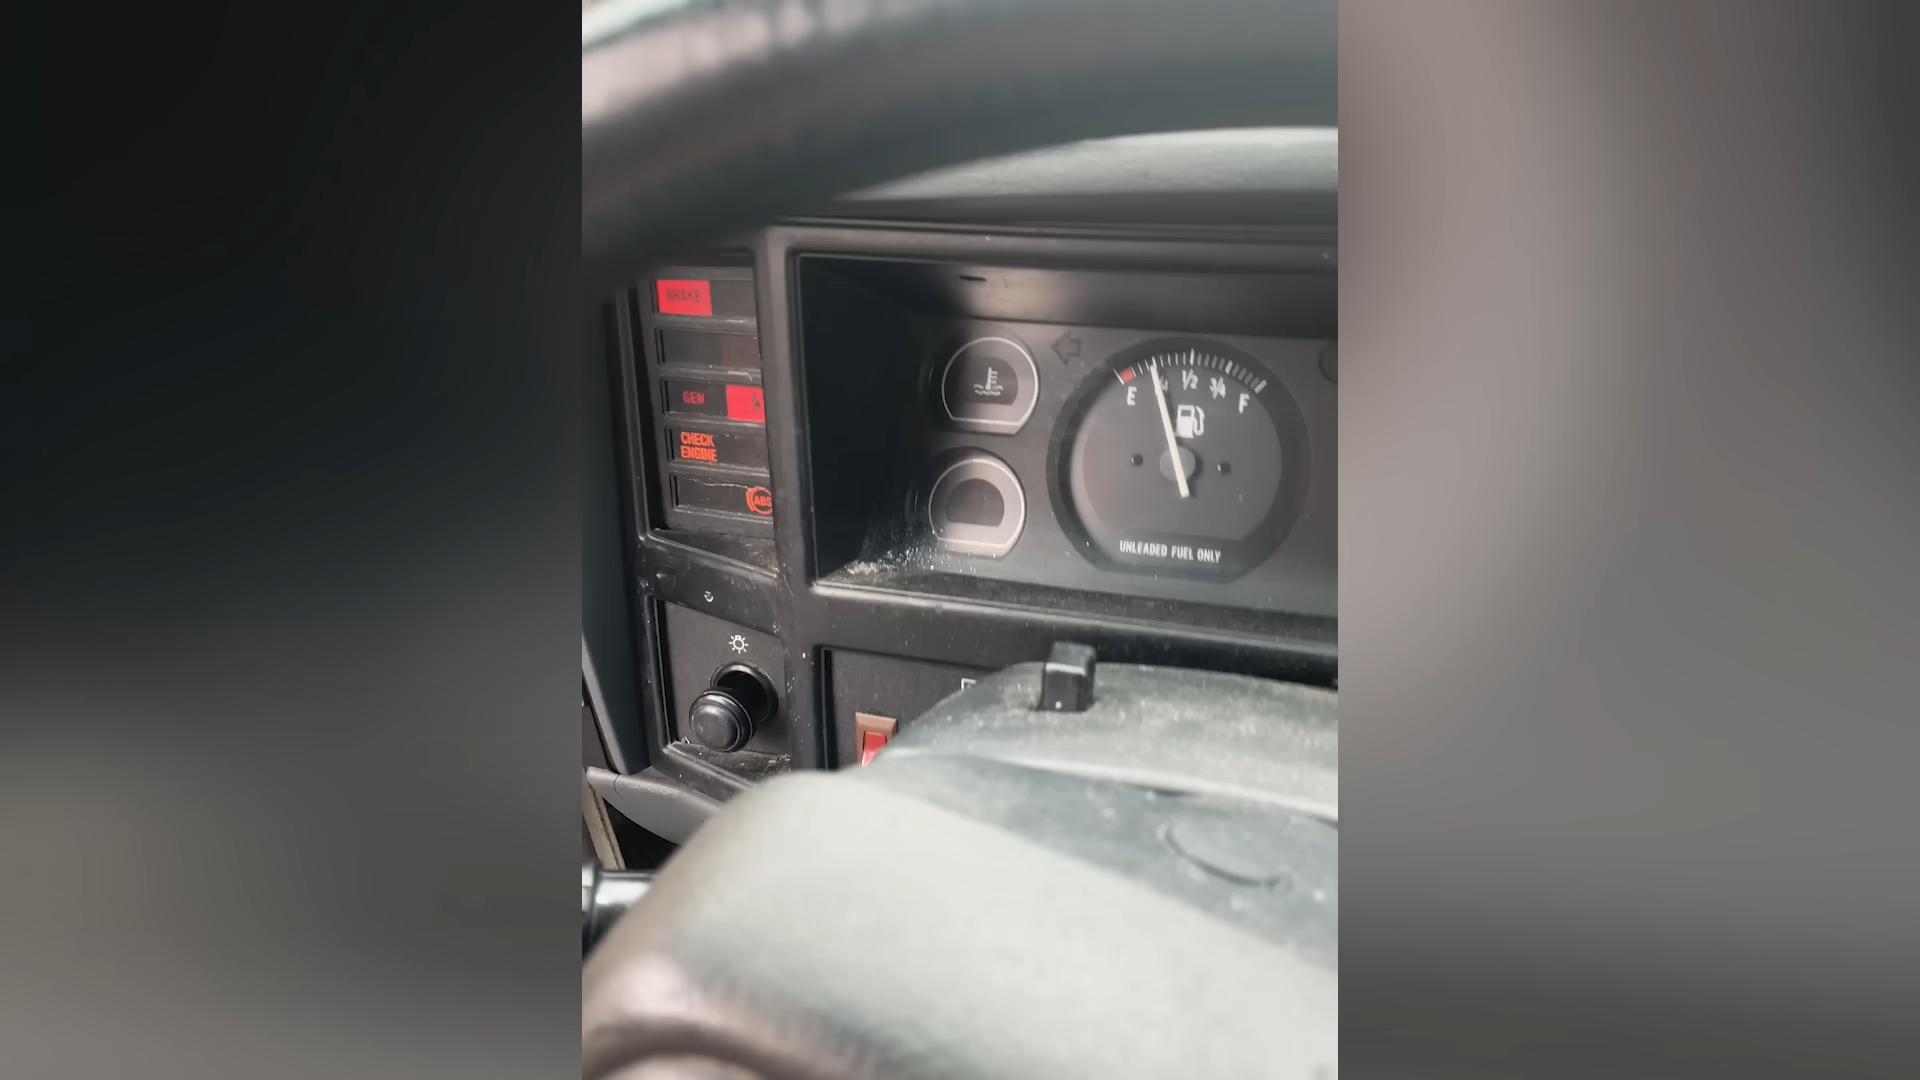 BRAKE
GEN
CHECK
ENGINE
ABS
E
1/2
3/4
F
UNLEADED FUEL ONLY